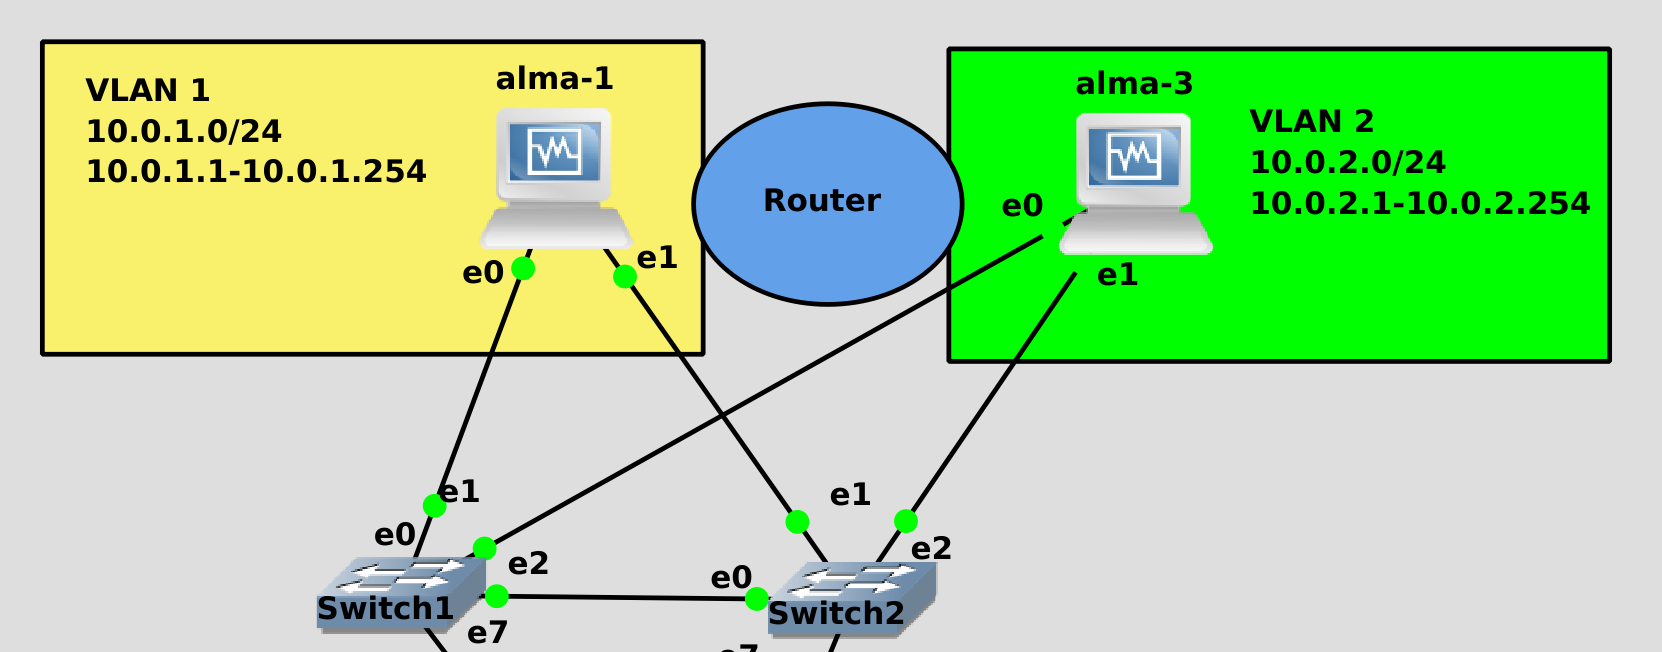 VLAN 1
10.0.1.0/24
10.0.1.1-10.0.1.254
alma-1
e0
e1
Router
alma-3
e0
e1
VLAN 2
10.0.2.0/24
10.0.2.1-10.0.2.254
e1
e0
e2
Switch1
e7
e1
e2
e0
Switch2
e7